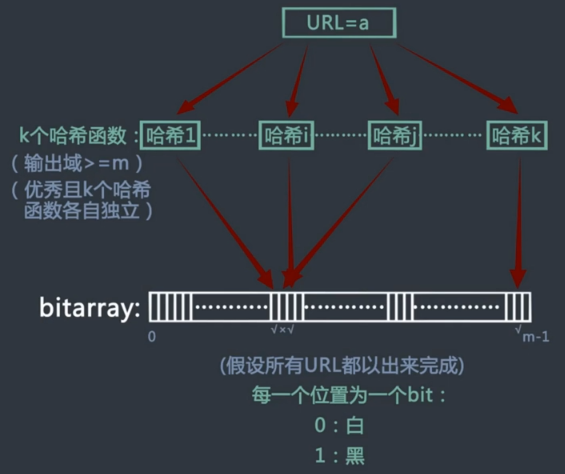 URL=a
k个哈希函数：哈希1 ············ 哈希i ············ 哈希j ············ 哈希k
（输出域>=m）
（优秀且k个哈希
函数各自独立）
bitarray:
0 √×√ √ m-1
(假设所有URL都以出来完成)
每一个位置为一个bit：
0：白
1：黑